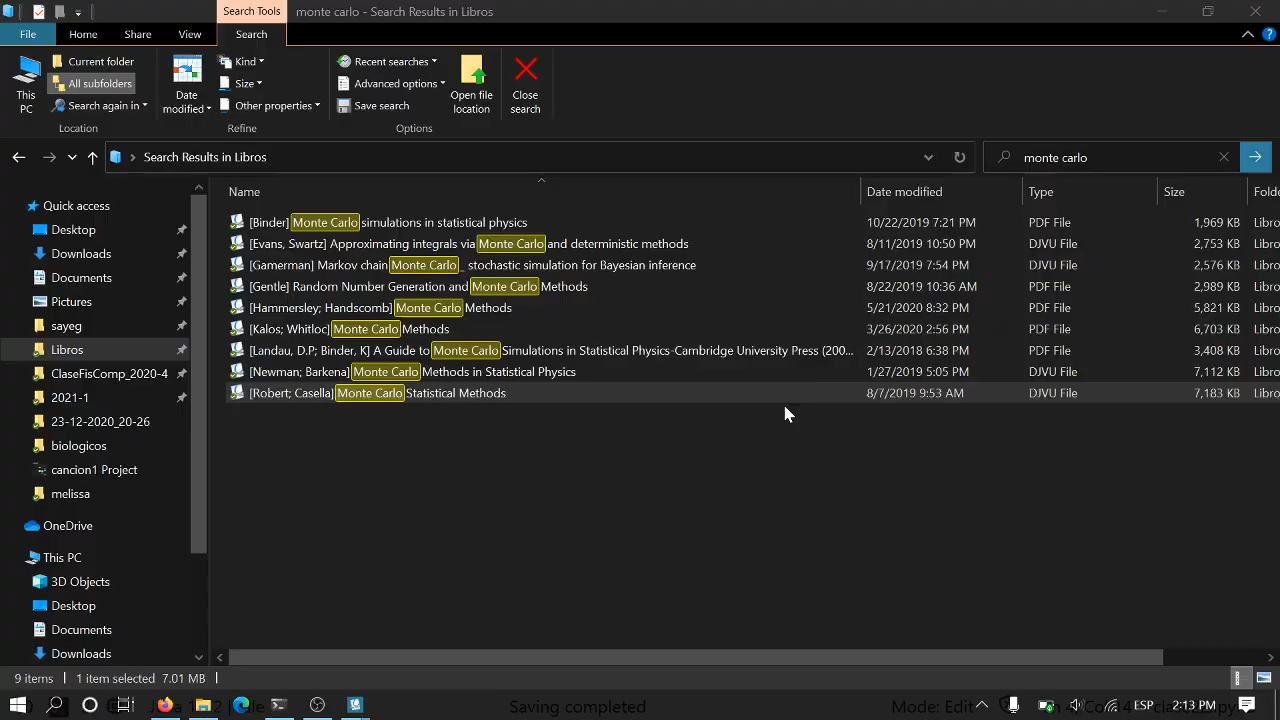 Search Tools
monte carlo - Search Results in Libros
File
Home
Share
View
Search
This PC
Current folder
All subfolders
Search again in
Location
Date modified
Kind
Size
Other properties
Refine
Recent searches
Advanced options
Save search
Options
Open file location
Close search
Search Results in Libros
monte carlo
Name
Date modified
Type
Size
Folde
[Binder] Monte Carlo simulations in statistical physics 10/22/2019 7:21 PM PDF File 1,969 KB Libro
[Evans, Swartz] Approximating integrals via Monte Carlo and deterministic methods 8/11/2019 10:50 PM DJVU File 2,753 KB Libro
[Gamerman] Markov chain Monte Carlo_ stochastic simulation for Bayesian inference 9/17/2019 7:54 PM DJVU File 2,576 KB Libro
[Gentle] Random Number Generation and Monte Carlo Methods 8/22/2019 10:36 AM PDF File 2,989 KB Libro
[Hammersley; Handscomb] Monte Carlo Methods 5/21/2020 8:32 PM PDF File 5,821 KB Libro
[Kalos; Whitloc] Monte Carlo Methods 3/26/2020 2:56 PM PDF File 6,703 KB Libro
[Landau, D.P; Binder, K] A Guide to Monte Carlo Simulations in Statistical Physics-Cambridge University Press (200... 2/13/2018 6:38 PM PDF File 3,408 KB Libro
[Newman; Barkena] Monte Carlo Methods in Statistical Physics 1/27/2019 5:05 PM DJVU File 7,112 KB Libro
[Robert; Casella] Monte Carlo Statistical Methods 8/7/2019 9:53 AM DJVU File 7,183 KB Libro
Quick access
Desktop
Downloads
Documents
Pictures
sayeg
Libros
ClaseFisComp_2020-4
2021-1
23-12-2020_20-26
biologicos
cancion1 Project
melissa
OneDrive
This PC
3D Objects
Desktop
Documents
Downloads
9 items
1 item selected 7.01 MB
Saving completed
Mode: Edit
ESP
2:13 PM